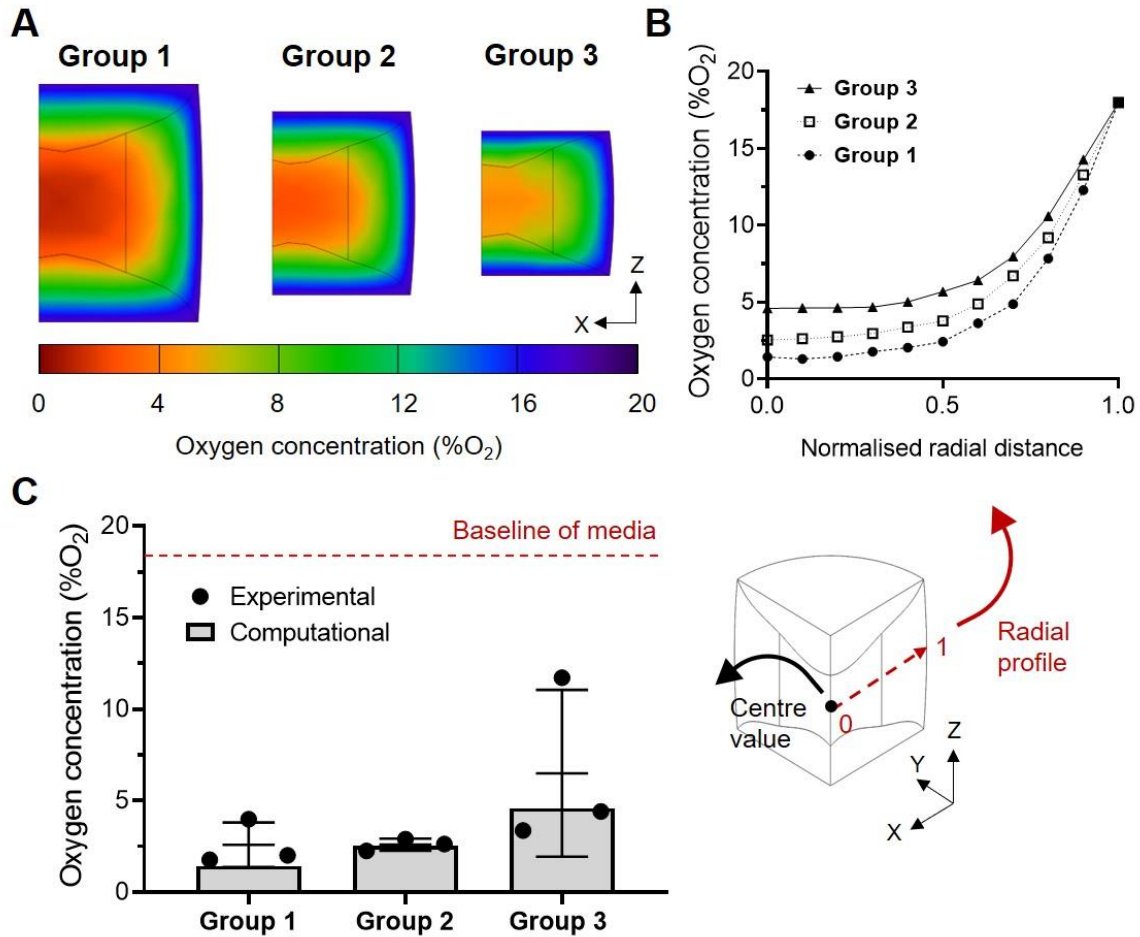 A
Group 1
Group 2
Group 3
Z
X
0 4 8 12 16 20
Oxygen concentration (%O₂)
B
Oxygen concentration (%O₂)
20
15
10
5
0
Group 3
Group 2
Group 1
0.0 0.5 1.0
Normalised radial distance
C
Oxygen concentration (%O₂)
20
15
10
5
0
Baseline of media
Experimental
Computational
Group 1 Group 2 Group 3
1
Radial
profile
Centre
value
0
Z
Y
X